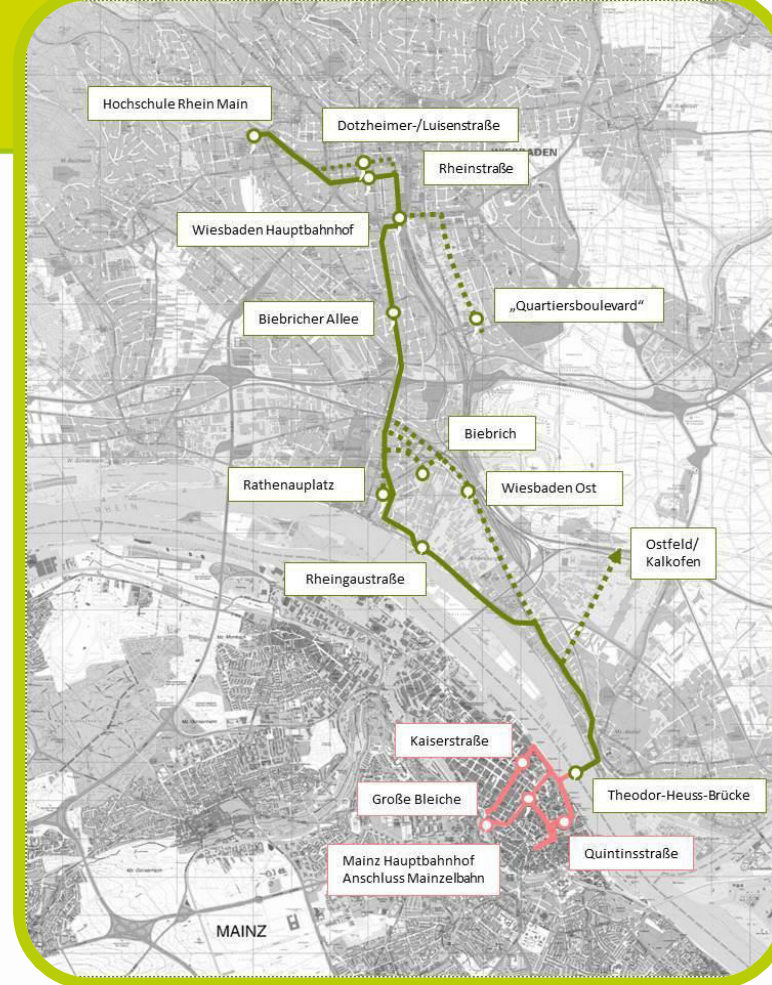 Hochschule Rhein Main
Dotzheimer-/Luisenstraße
WIESBADEN
Rheinstraße
Wiesbaden Hauptbahnhof
„Quartiersboulevard“
Biebricher Allee
Biebrich
Rathenauplatz
Wiesbaden Ost
RHEIN
Ostfeld/
Kalkofen
Rheingaustraße
RHEIN
Kaiserstraße
Große Bleiche
Theodor-Heuss-Brücke
Mainz Hauptbahnhof
Anschluss Mainzelbahn
Quintinsstraße
MAINZ